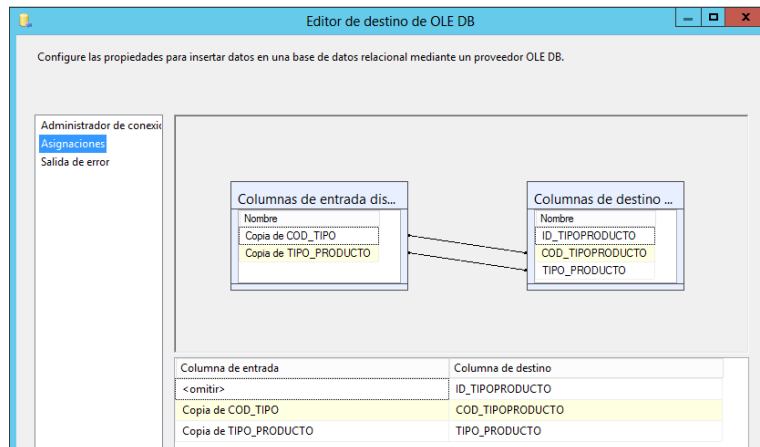 Editor de destino de OLE DB
Configure las propiedades para insertar datos en una base de datos relacional mediante un proveedor OLE DB.
Administrador de conexic
Asignaciones
Salida de error
Columnas de entrada dis...
Nombre
Copia de COD_TIPO
Copia de TIPO_PRODUCTO
Columnas de destino ...
Nombre
ID_TIPOPRODUCTO
COD_TIPOPRODUCTO
TIPO_PRODUCTO
Columna de entrada Columna de destino
<omitir> ID_TIPOPRODUCTO
Copia de COD_TIPO COD_TIPOPRODUCTO
Copia de TIPO_PRODUCTO TIPO_PRODUCTO